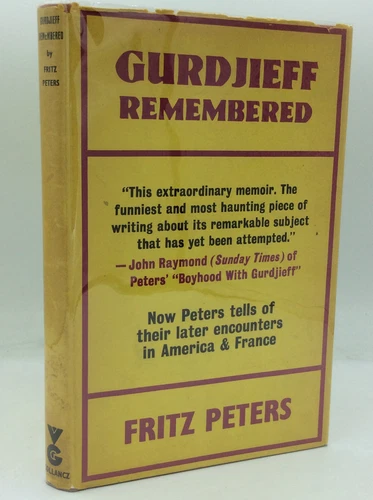 GURDJIEFF
REMEMBERED
by
FRITZ
PETERS
VG
GOLLANCZ
GURDJIEFF
REMEMBERED
“This extraordinary memoir. The
funniest and most haunting piece of
writing about its remarkable subject
that has yet been attempted.”
— John Raymond (Sunday Times) of
Peters’ “Boyhood With Gurdjieff”
Now Peters tells of
their later encounters
in America & France
FRITZ PETERS